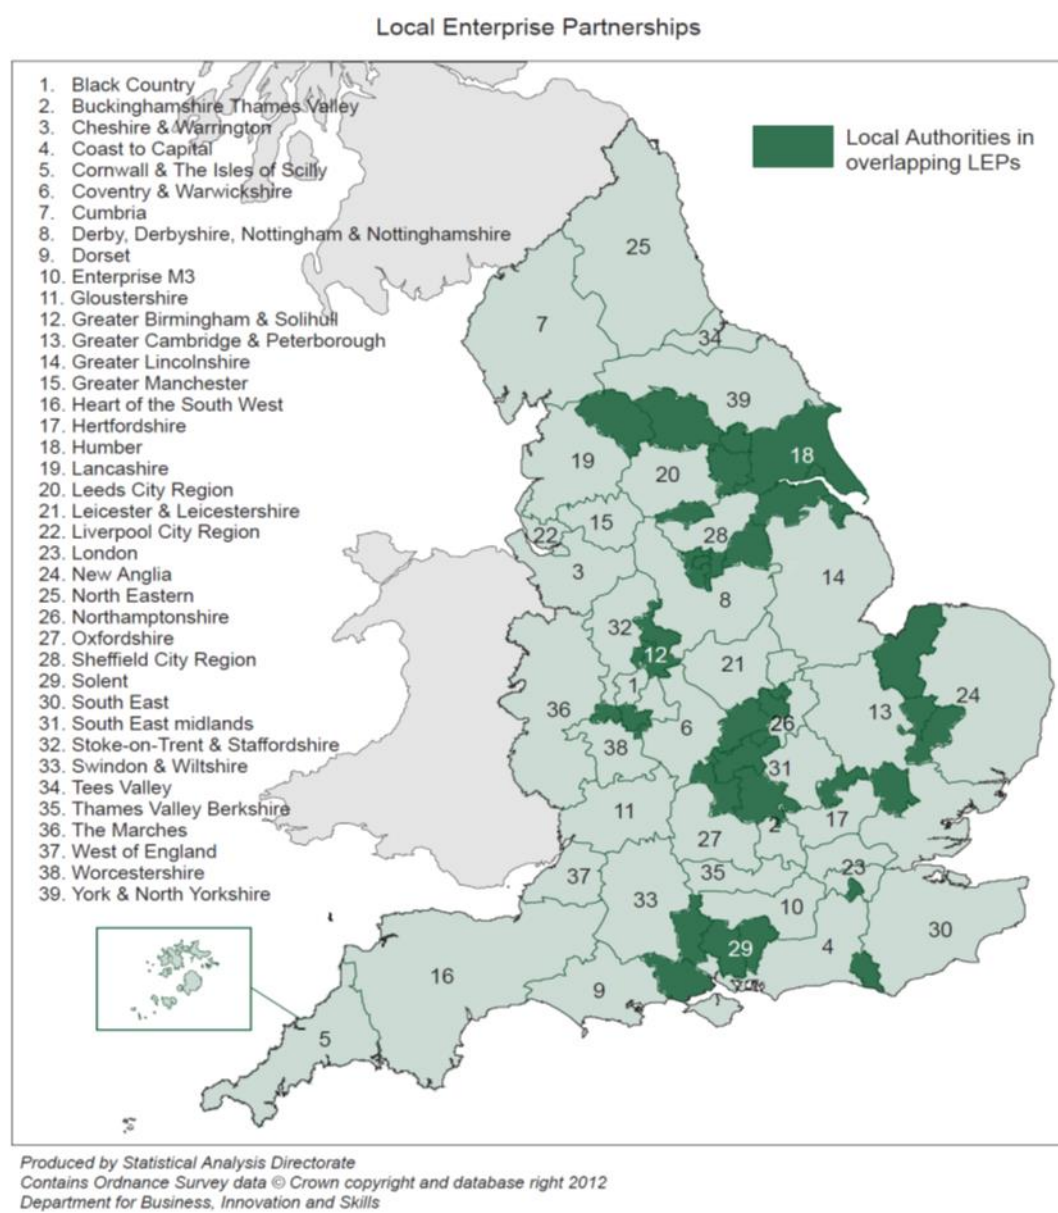 Local Enterprise Partnerships
1. Black Country
2. Buckinghamshire Thames Valley
3. Cheshire & Warrington
4. Coast to Capital
5. Cornwall & The Isles of Scilly
6. Coventry & Warwickshire
7. Cumbria
8. Derby, Derbyshire, Nottingham & Nottinghamshire
9. Dorset
10. Enterprise M3
11. Gloustershire
12. Greater Birmingham & Solihull
13. Greater Cambridge & Peterborough
14. Greater Lincolnshire
15. Greater Manchester
16. Heart of the South West
17. Hertfordshire
18. Humber
19. Lancashire
20. Leeds City Region
21. Leicester & Leicestershire
22. Liverpool City Region
23. London
24. New Anglia
25. North Eastern
26. Northamptonshire
27. Oxfordshire
28. Sheffield City Region
29. Solent
30. South East
31. South East midlands
32. Stoke-on-Trent & Staffordshire
33. Swindon & Wiltshire
34. Tees Valley
35. Thames Valley Berkshire
36. The Marches
37. West of England
38. Worcestershire
39. York & North Yorkshire
Local Authorities in
overlapping LEPs
25
7
34
39
19
20
18
15
22
28
3
14
8
32
12
21
1
36
24
13
26
6
38
31
11
17
2
27
23
37
35
33
10
30
29
4
16
9
5
Produced by Statistical Analysis Directorate
Contains Ordnance Survey data © Crown copyright and database right 2012
Department for Business, Innovation and Skills